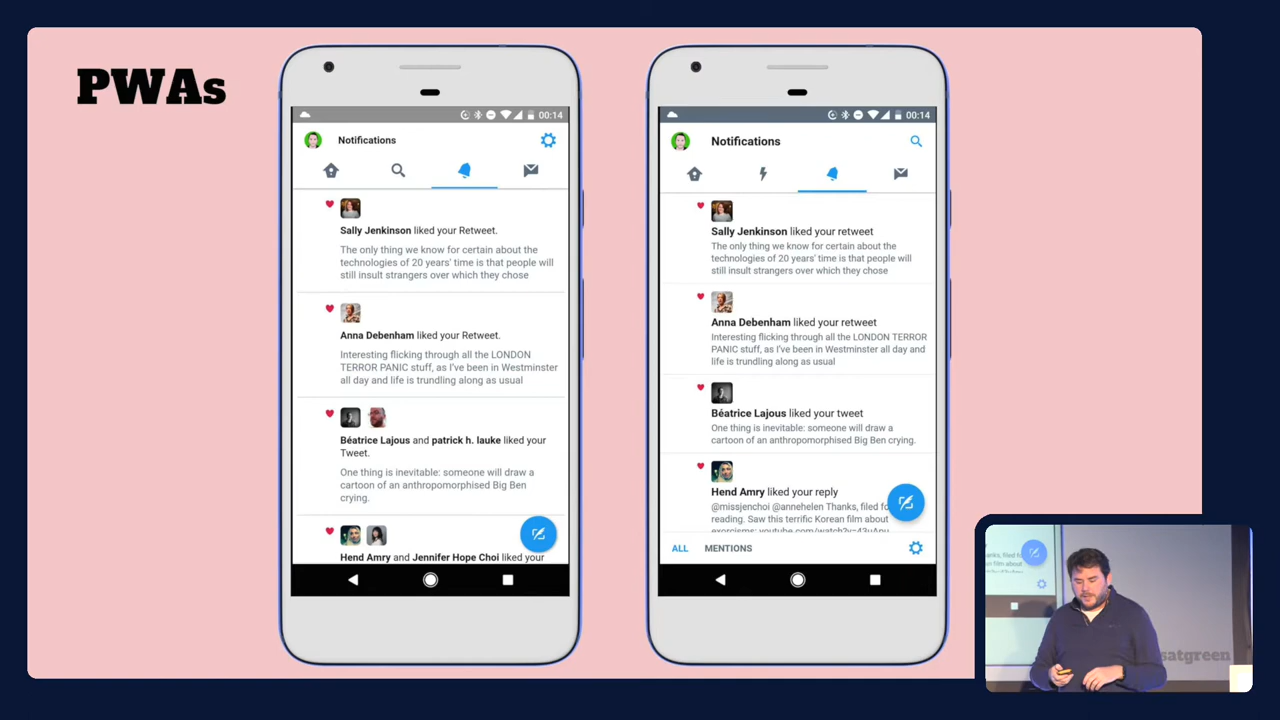 PWAs
00:14
Notifications
Sally Jenkinson liked your Retweet.
The only thing we know for certain about the
technologies of 20 years' time is that people will
still insult strangers over which they chose
Anna Debenham liked your Retweet.
Interesting flicking through all the LONDON
TERROR PANIC stuff, as I've been in Westminster
all day and life is trundling along as usual
Béatrice Lajous and patrick h. lauke liked your
Tweet.
One thing is inevitable: someone will draw a
cartoon of an anthropomorphised Big Ben
crying.
Hend Amry and Jennifer Hope Choi liked your
00:14
Notifications
Sally Jenkinson liked your retweet
The only thing we know for certain about the
technologies of 20 years' time is that people will
still insult strangers over which they chose
Anna Debenham liked your retweet
Interesting flicking through all the LONDON TERROR
PANIC stuff, as I've been in Westminster all day and
life is trundling along as usual
Béatrice Lajous liked your tweet
One thing is inevitable: someone will draw a
cartoon of an anthropomorphised Big Ben crying.
Hend Amry liked your reply
@missjenchoi @annehelen Thanks, filed fo
reading. Saw this terrific Korean film about
ALL MENTIONS
hanks, filed f
n film about
satgreen